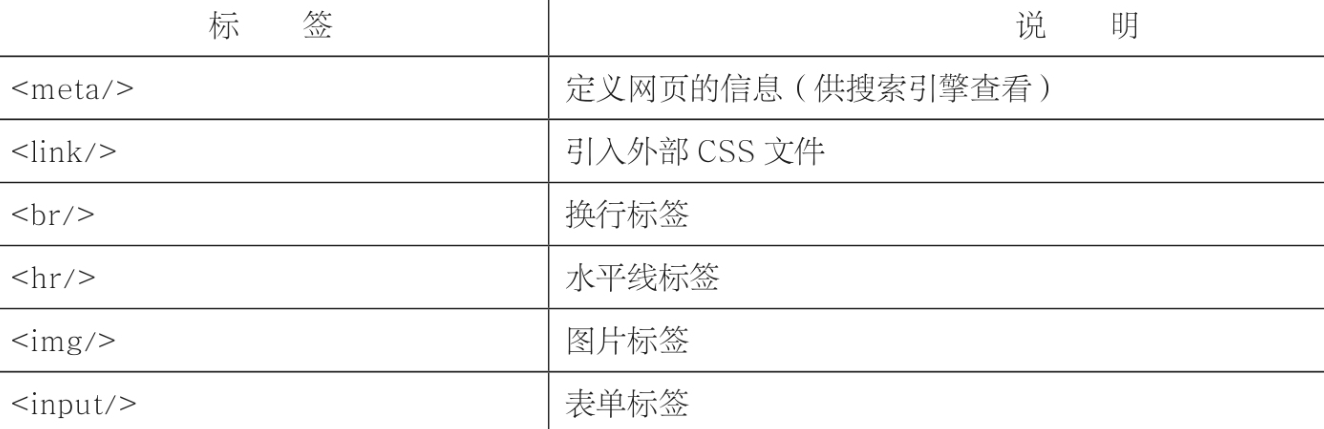 标 签 说 明
<meta/> 定义网页的信息（供搜索引擎查看）
<link/> 引入外部 CSS 文件
<br/> 换行标签
<hr/> 水平线标签
<img/> 图片标签
<input/> 表单标签